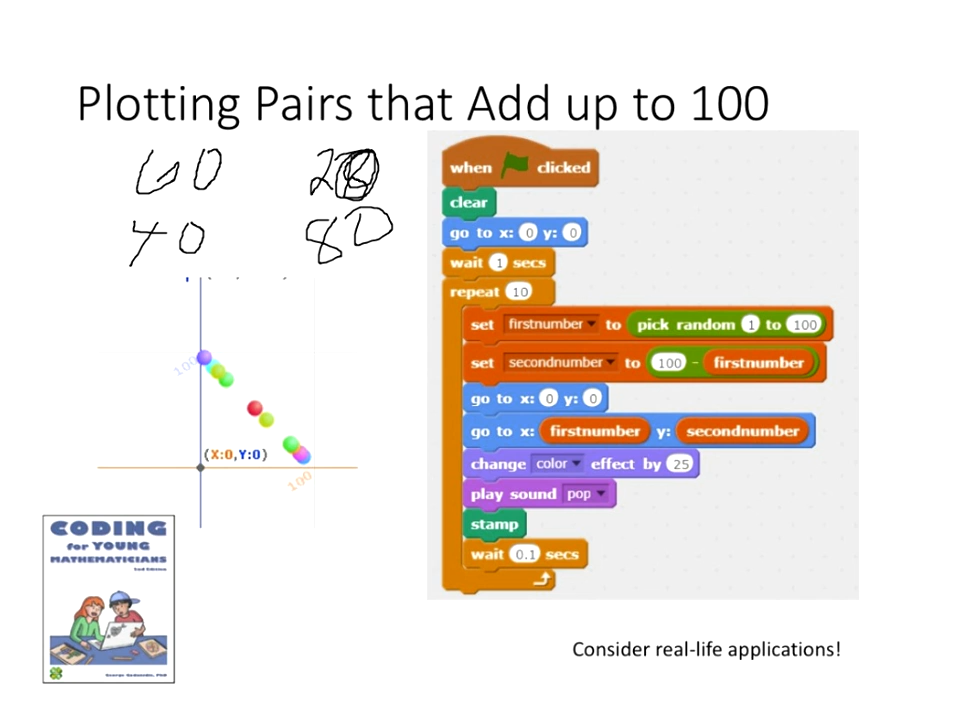 Plotting Pairs that Add up to 100
60 20
40 80
100
(X:0,Y:0)
100
CODING
for YOUNG
MATHEMATICIANS
when clicked
clear
go to x: 0 y: 0
wait 1 secs
repeat 10
set firstnumber to pick random 1 to 100
set secondnumber to 100 - firstnumber
go to x: 0 y: 0
go to x: firstnumber y: secondnumber
change color effect by 25
play sound pop
stamp
wait 0.1 secs
Consider real-life applications!